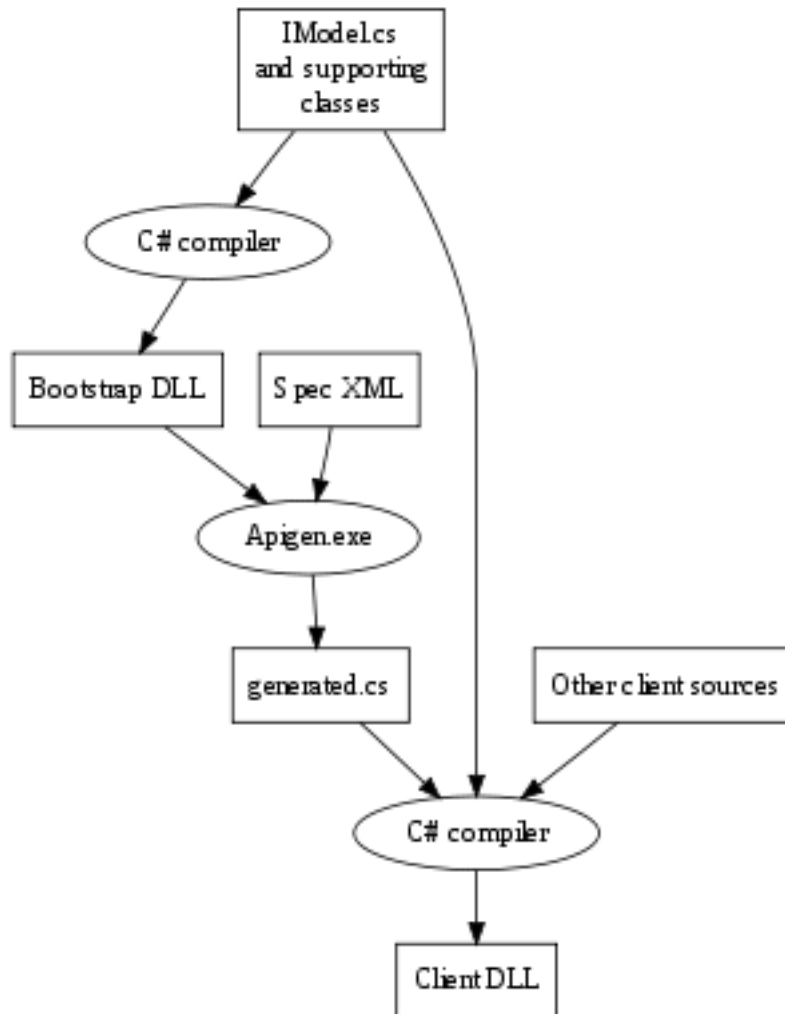 IModel.cs
and supporting
classes
C# compiler
Bootstrap DLL
Spec XML
Apigen.exe
generated.cs
Other client sources
C# compiler
Client DLL